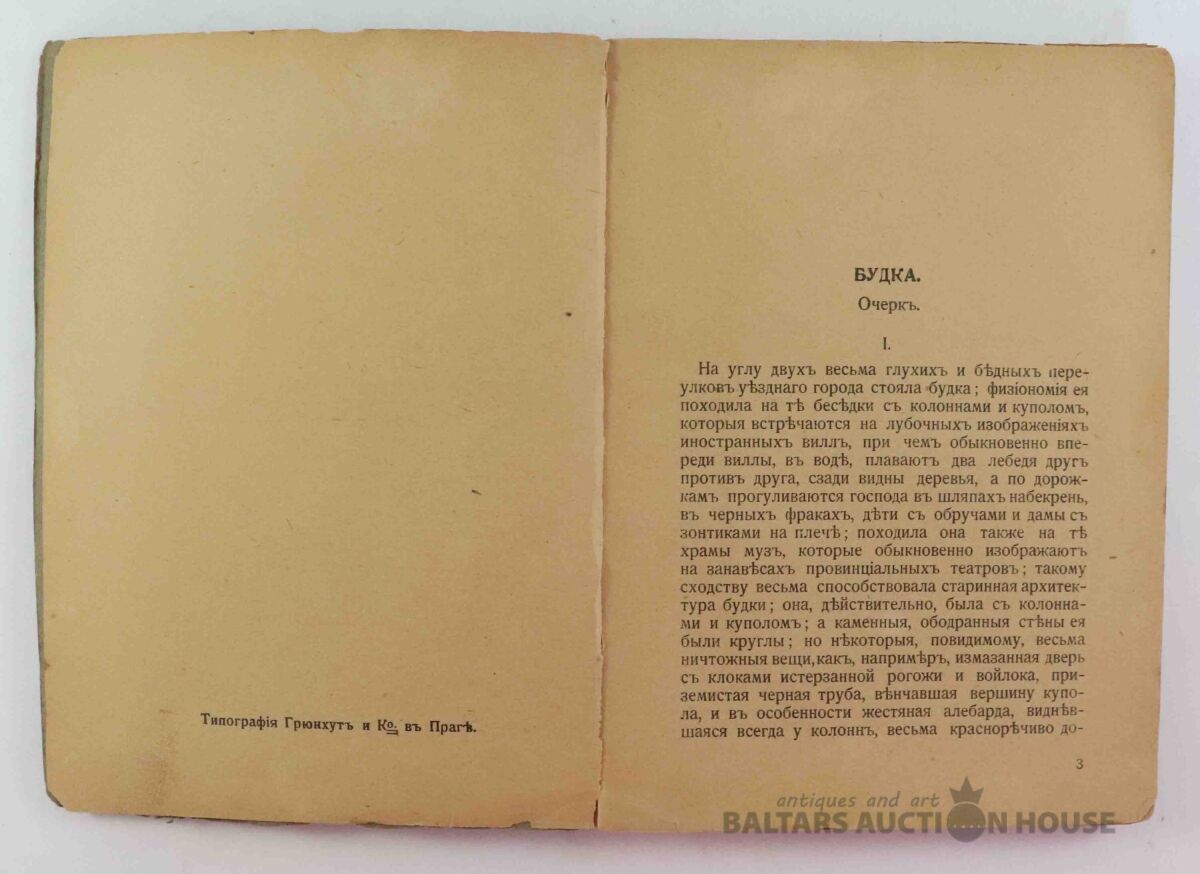 Типографія Грюнхутъ и Ко. въ Прагѣ.
БУДКА.
Очеркъ.
I.
На углу двухъ весьма глухихъ и бѣдныхъ пере-
улковъ уѣзднаго города стояла будка; физіономія ея
походила на тѣ бесѣдки съ колоннами и куполомъ,
которыя встрѣчаются на лубочныхъ изображеніяхъ
иностранныхъ виллъ, при чемъ обыкновенно впе-
реди виллы, въ водѣ, плаваютъ два лебедя другъ
противъ друга, сзади видны деревья, а по дорож-
камъ прогуливаются господа въ шляпахъ набекрень,
въ черныхъ фракахъ, дѣти съ обручами и дамы съ
зонтиками на плечѣ; походила она также на тѣ
храмы музъ, которые обыкновенно изображаютъ
на занавѣсахъ провинціальныхъ театровъ; такому
сходству весьма способствовала старинная архитек-
тура будки; она, дѣйствительно, была съ колонна-
ми и куполомъ; а каменныя, ободранныя стѣны ея
были круглы; но нѣкоторыя, повидимому, весьма
ничтожныя вещи, какъ, напримѣръ, измазанная дверь
съ клоками истерзанной рогожи и войлока, при-
земистая черная труба, вѣнчавшая вершину купо-
ла, и въ особенности жестяная алебарда, виднѣв-
шаяся всегда у колоннъ, весьма краснорѣчиво до-
3
antiques and art
BALTARS AUCTION HOUSE